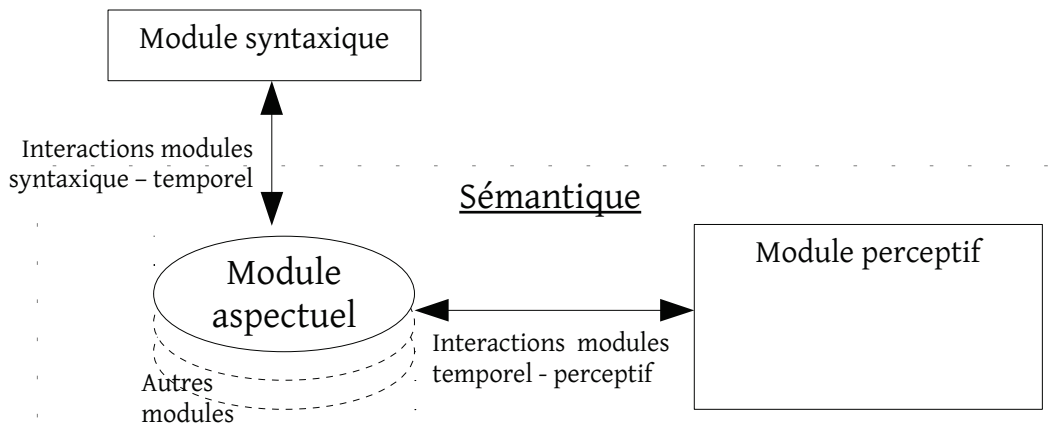 Module syntaxique
Interactions modules
syntaxique – temporel
Sémantique
Module
aspectuel
Module perceptif
Interactions modules
temporel - perceptif
Autres
modules